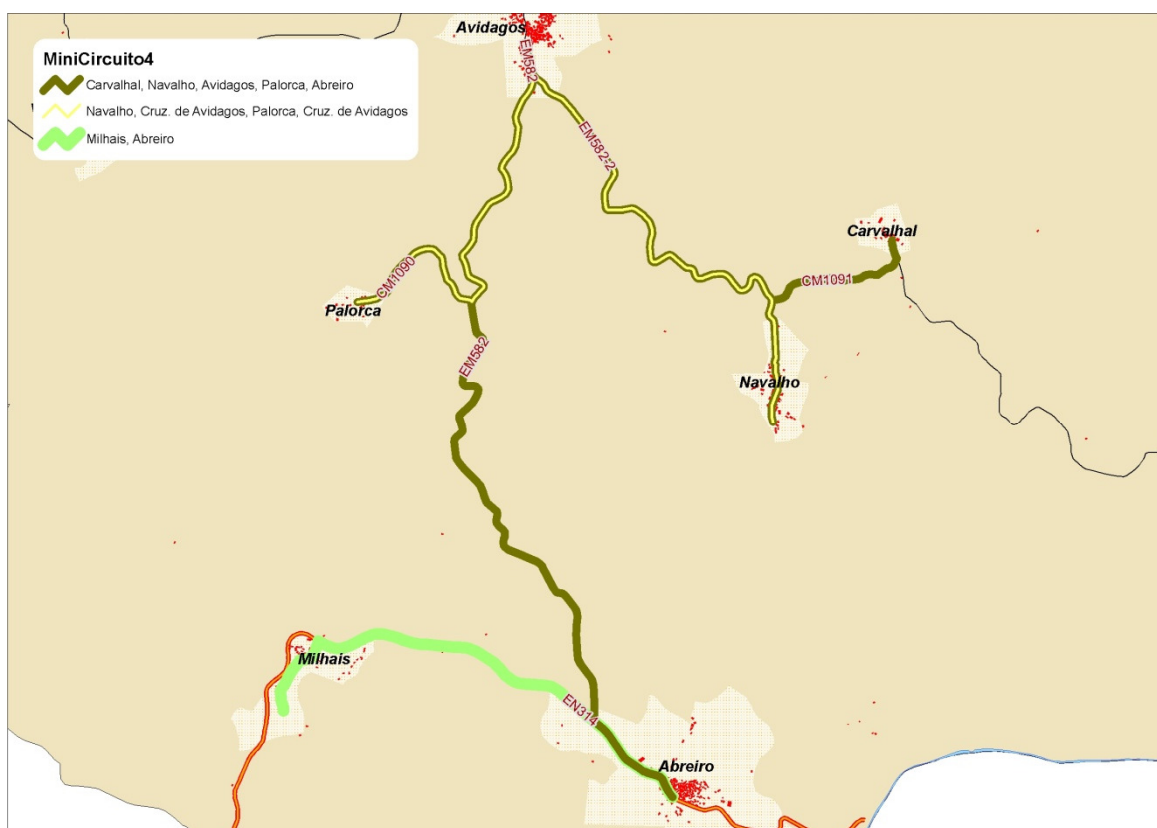 Avidagos
EM582
MiniCircuito4
Carvalhal, Navalho, Avidagos, Palorca, Abreiro
Navalho, Cruz. de Avidagos, Palorca, Cruz. de Avidagos
Milhais, Abreiro
EM582-2
Carvalhal
CM1090
CM1091
Palorca
EM582
Navalho
Milhais
EN314
Abreiro